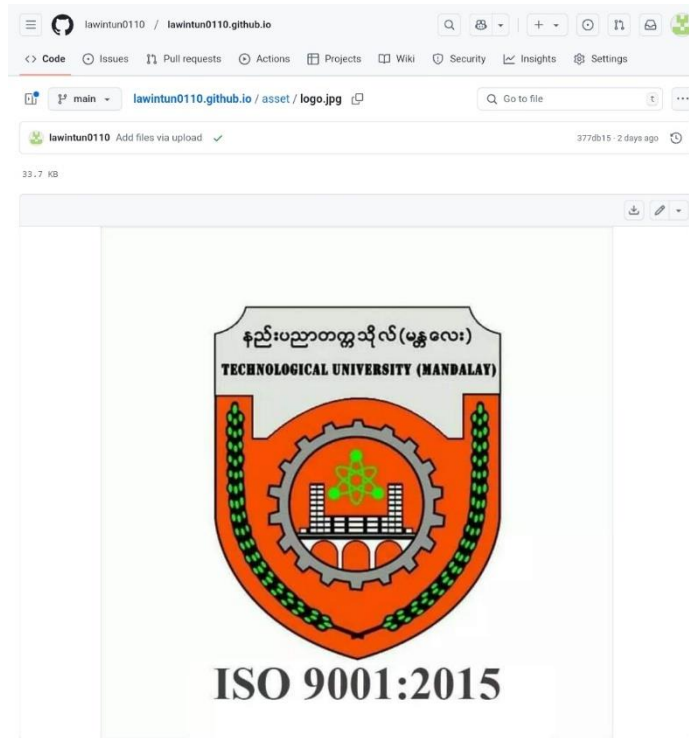 lawintun0110 / lawintun0110.github.io
<> Code Issues Pull requests Actions Projects Wiki Security Insights Settings
main lawintun0110.github.io / asset / logo.jpg Go to file t
lawintun0110 Add files via upload 377db15 · 2 days ago
33.7 KB
နည်းပညာတက္ကသိုလ်(မန္တလေး)
TECHNOLOGICAL UNIVERSITY (MANDALAY)
ISO 9001:2015